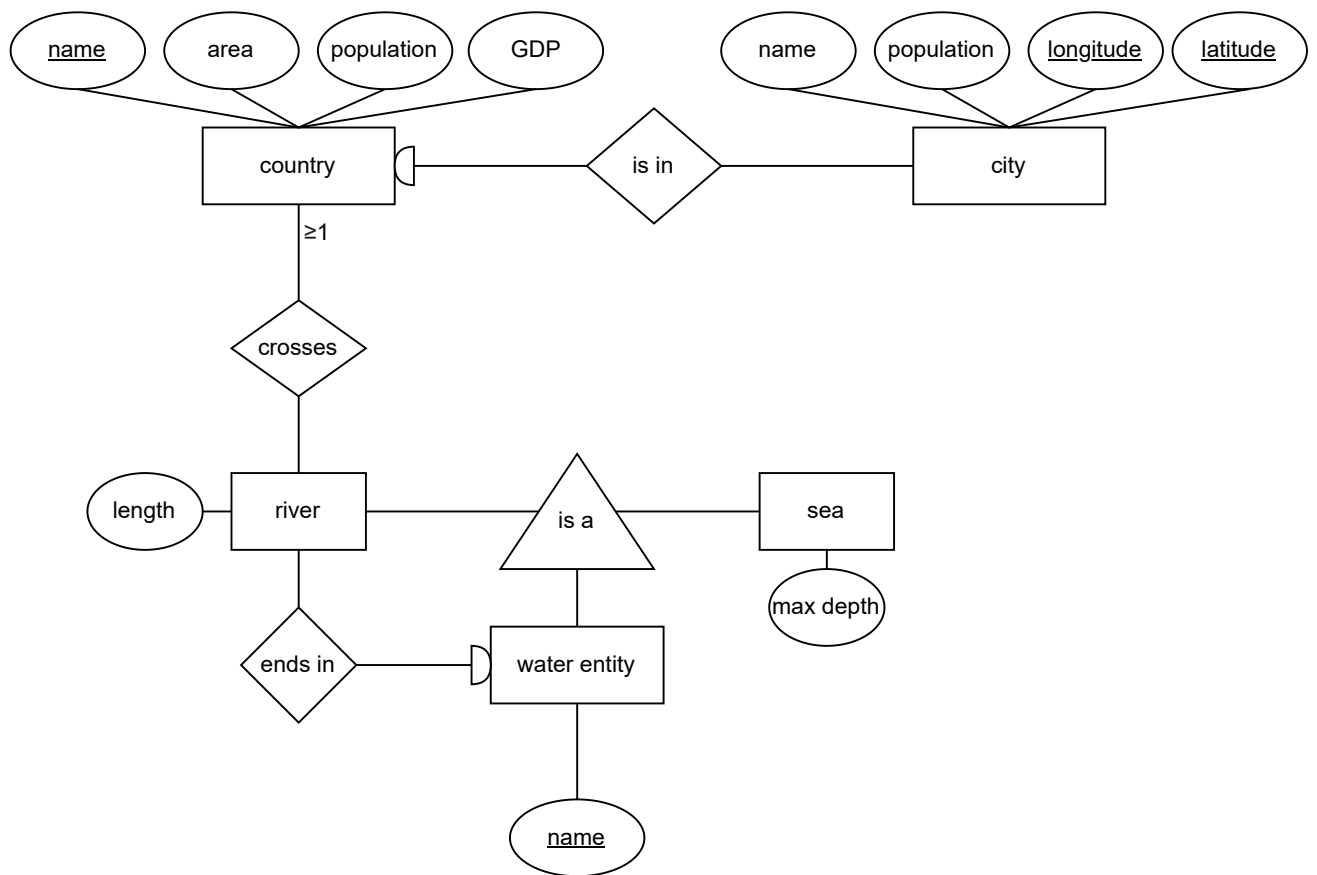 name
area
population
GDP
name
population
longitude
latitude
country
is in
city
≥1
crosses
length
river
is a
sea
max depth
ends in
water entity
name